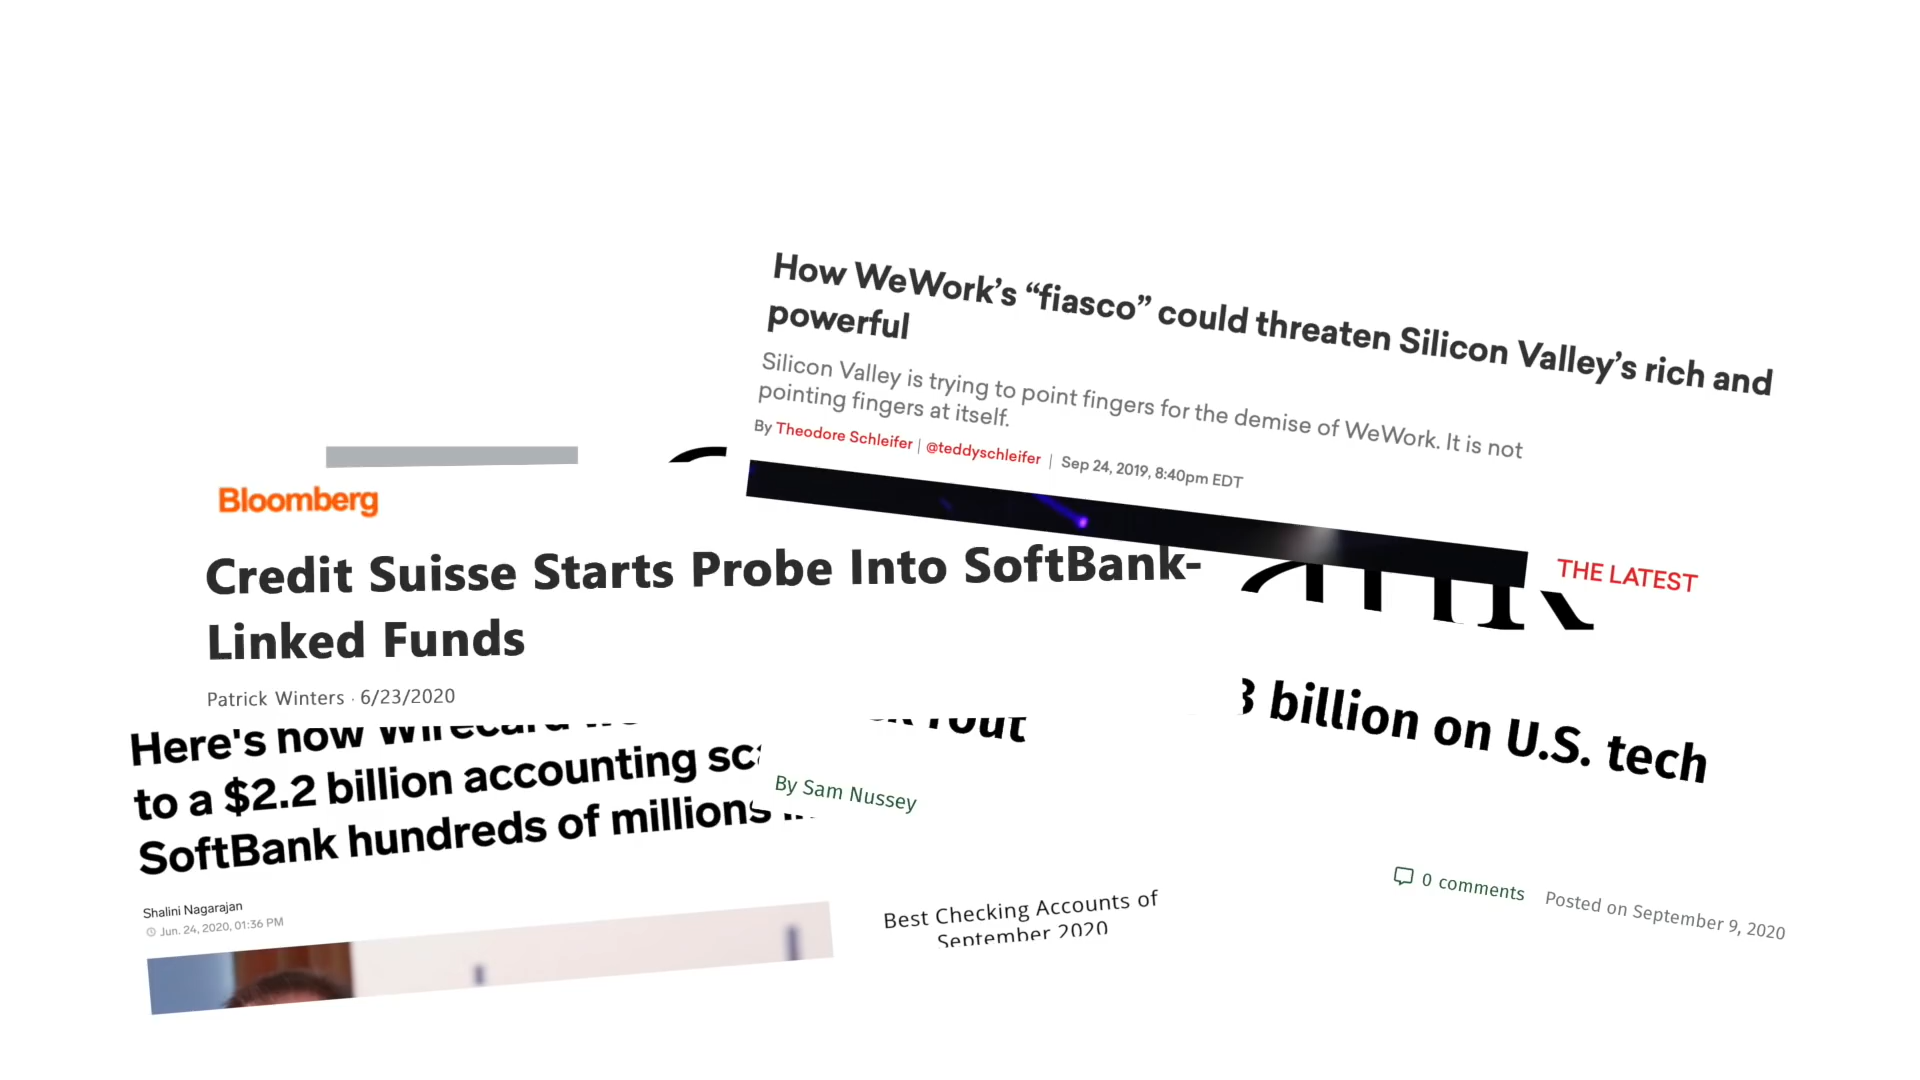 How WeWork’s “fiasco” could threaten Silicon Valley’s rich and
powerful
Silicon Valley is trying to point fingers for the demise of WeWork. It is not
pointing fingers at itself.
By Theodore Schleifer | @teddyschleifer | Sep 24, 2019, 8:40pm EDT
THE LATEST
Bloomberg
Credit Suisse Starts Probe Into SoftBank-
Linked Funds
Patrick Winters · 6/23/2020
billion on U.S. tech
rout
By Sam Nussey
0 comments Posted on September 9, 2020
Here's how Wirecard
to a $2.2 billion accounting
SoftBank hundreds of millions
Shalini Nagarajan
Jun. 24, 2020, 01:36 PM
Best Checking Accounts of
September 2020